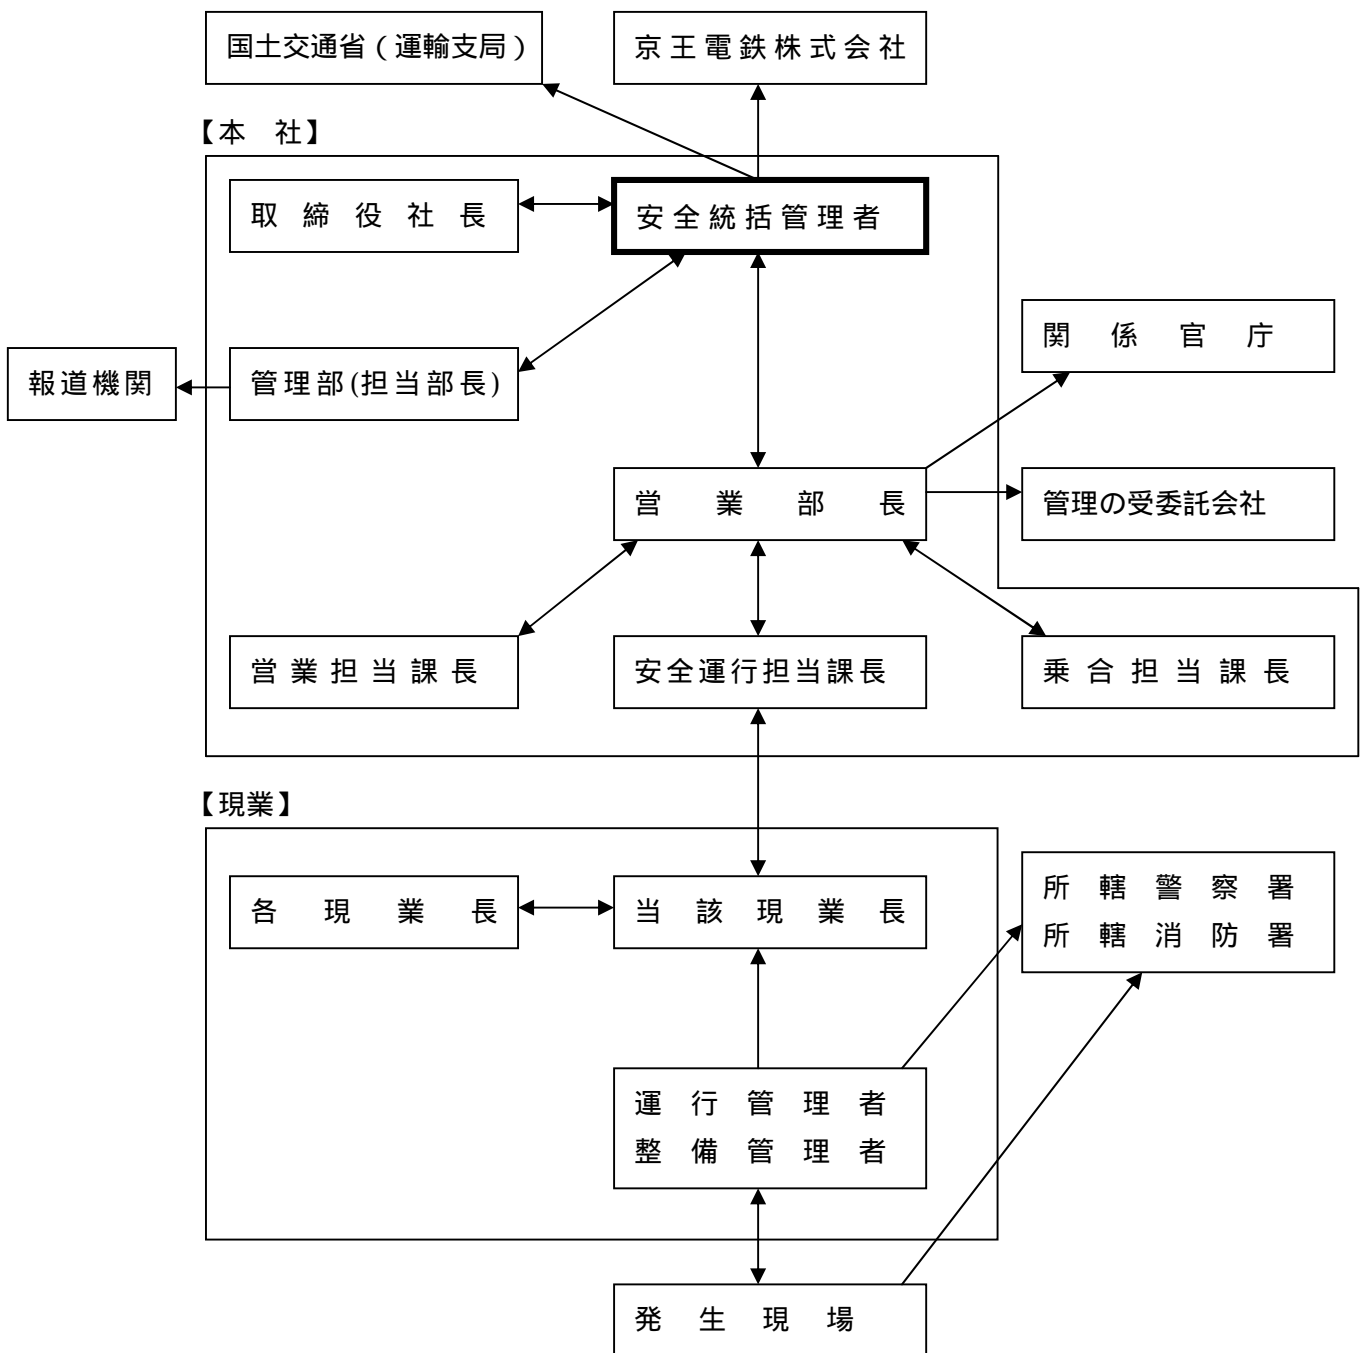 国土交通省（運輸支局）
京王電鉄株式会社
【本　社】
取締役社長
安全統括管理者
関係官庁
報道機関
管理部(担当部長)
営業部長
管理の受委託会社
営業担当課長
安全運行担当課長
乗合担当課長
【現業】
各現業長
当該現業長
所轄警察署
所轄消防署
運行管理者
整備管理者
発生現場